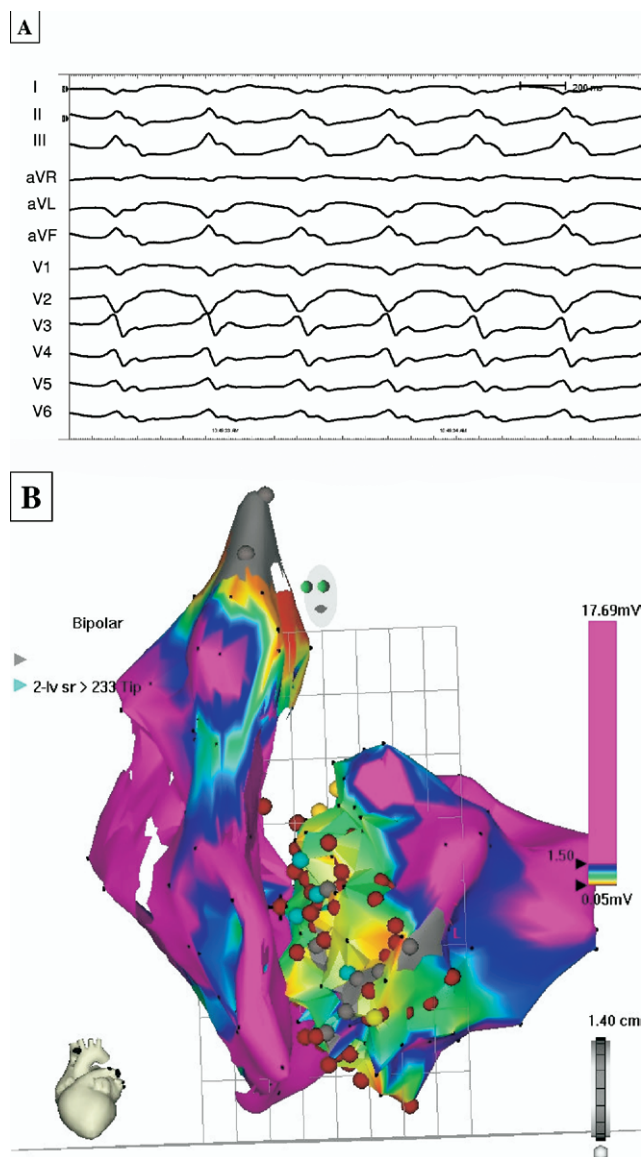 A
I
200 ms
II
III
aVR
aVL
aVF
V1
V2
V3
V4
V5
V6
B
17.69mV
Bipolar
2-lv sr > 233 Tip
1.50
0.05mV
L
1.40 cm